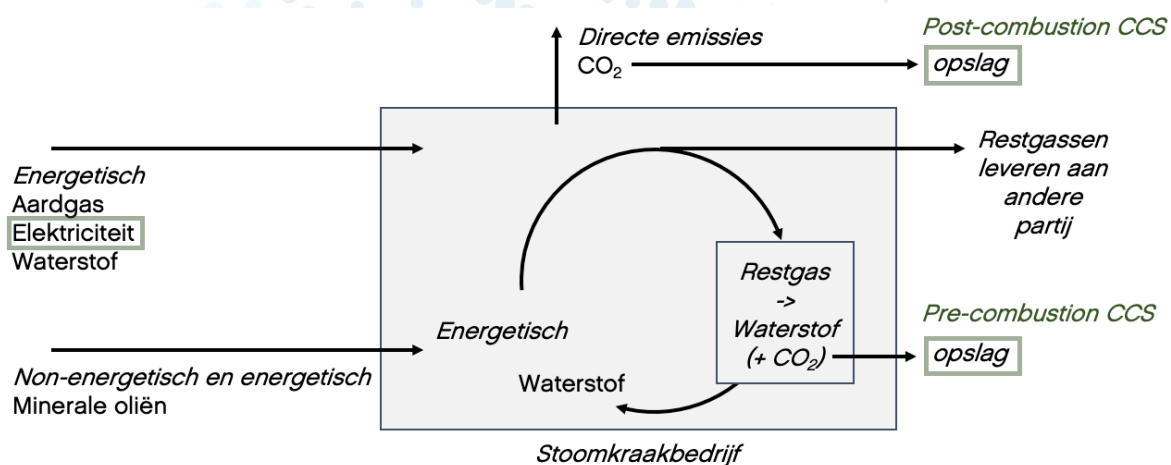 Post-combustion CCS
Directe emissies
CO₂
opslag
Energetisch
Aardgas
Elektriciteit
Waterstof
Restgassen
leveren aan
andere
partij
Restgas
->
Waterstof
(+ CO₂)
Energetisch
Pre-combustion CCS
opslag
Non-energetisch en energetisch
Minerale oliën
Waterstof
Stoomkraakbedrijf